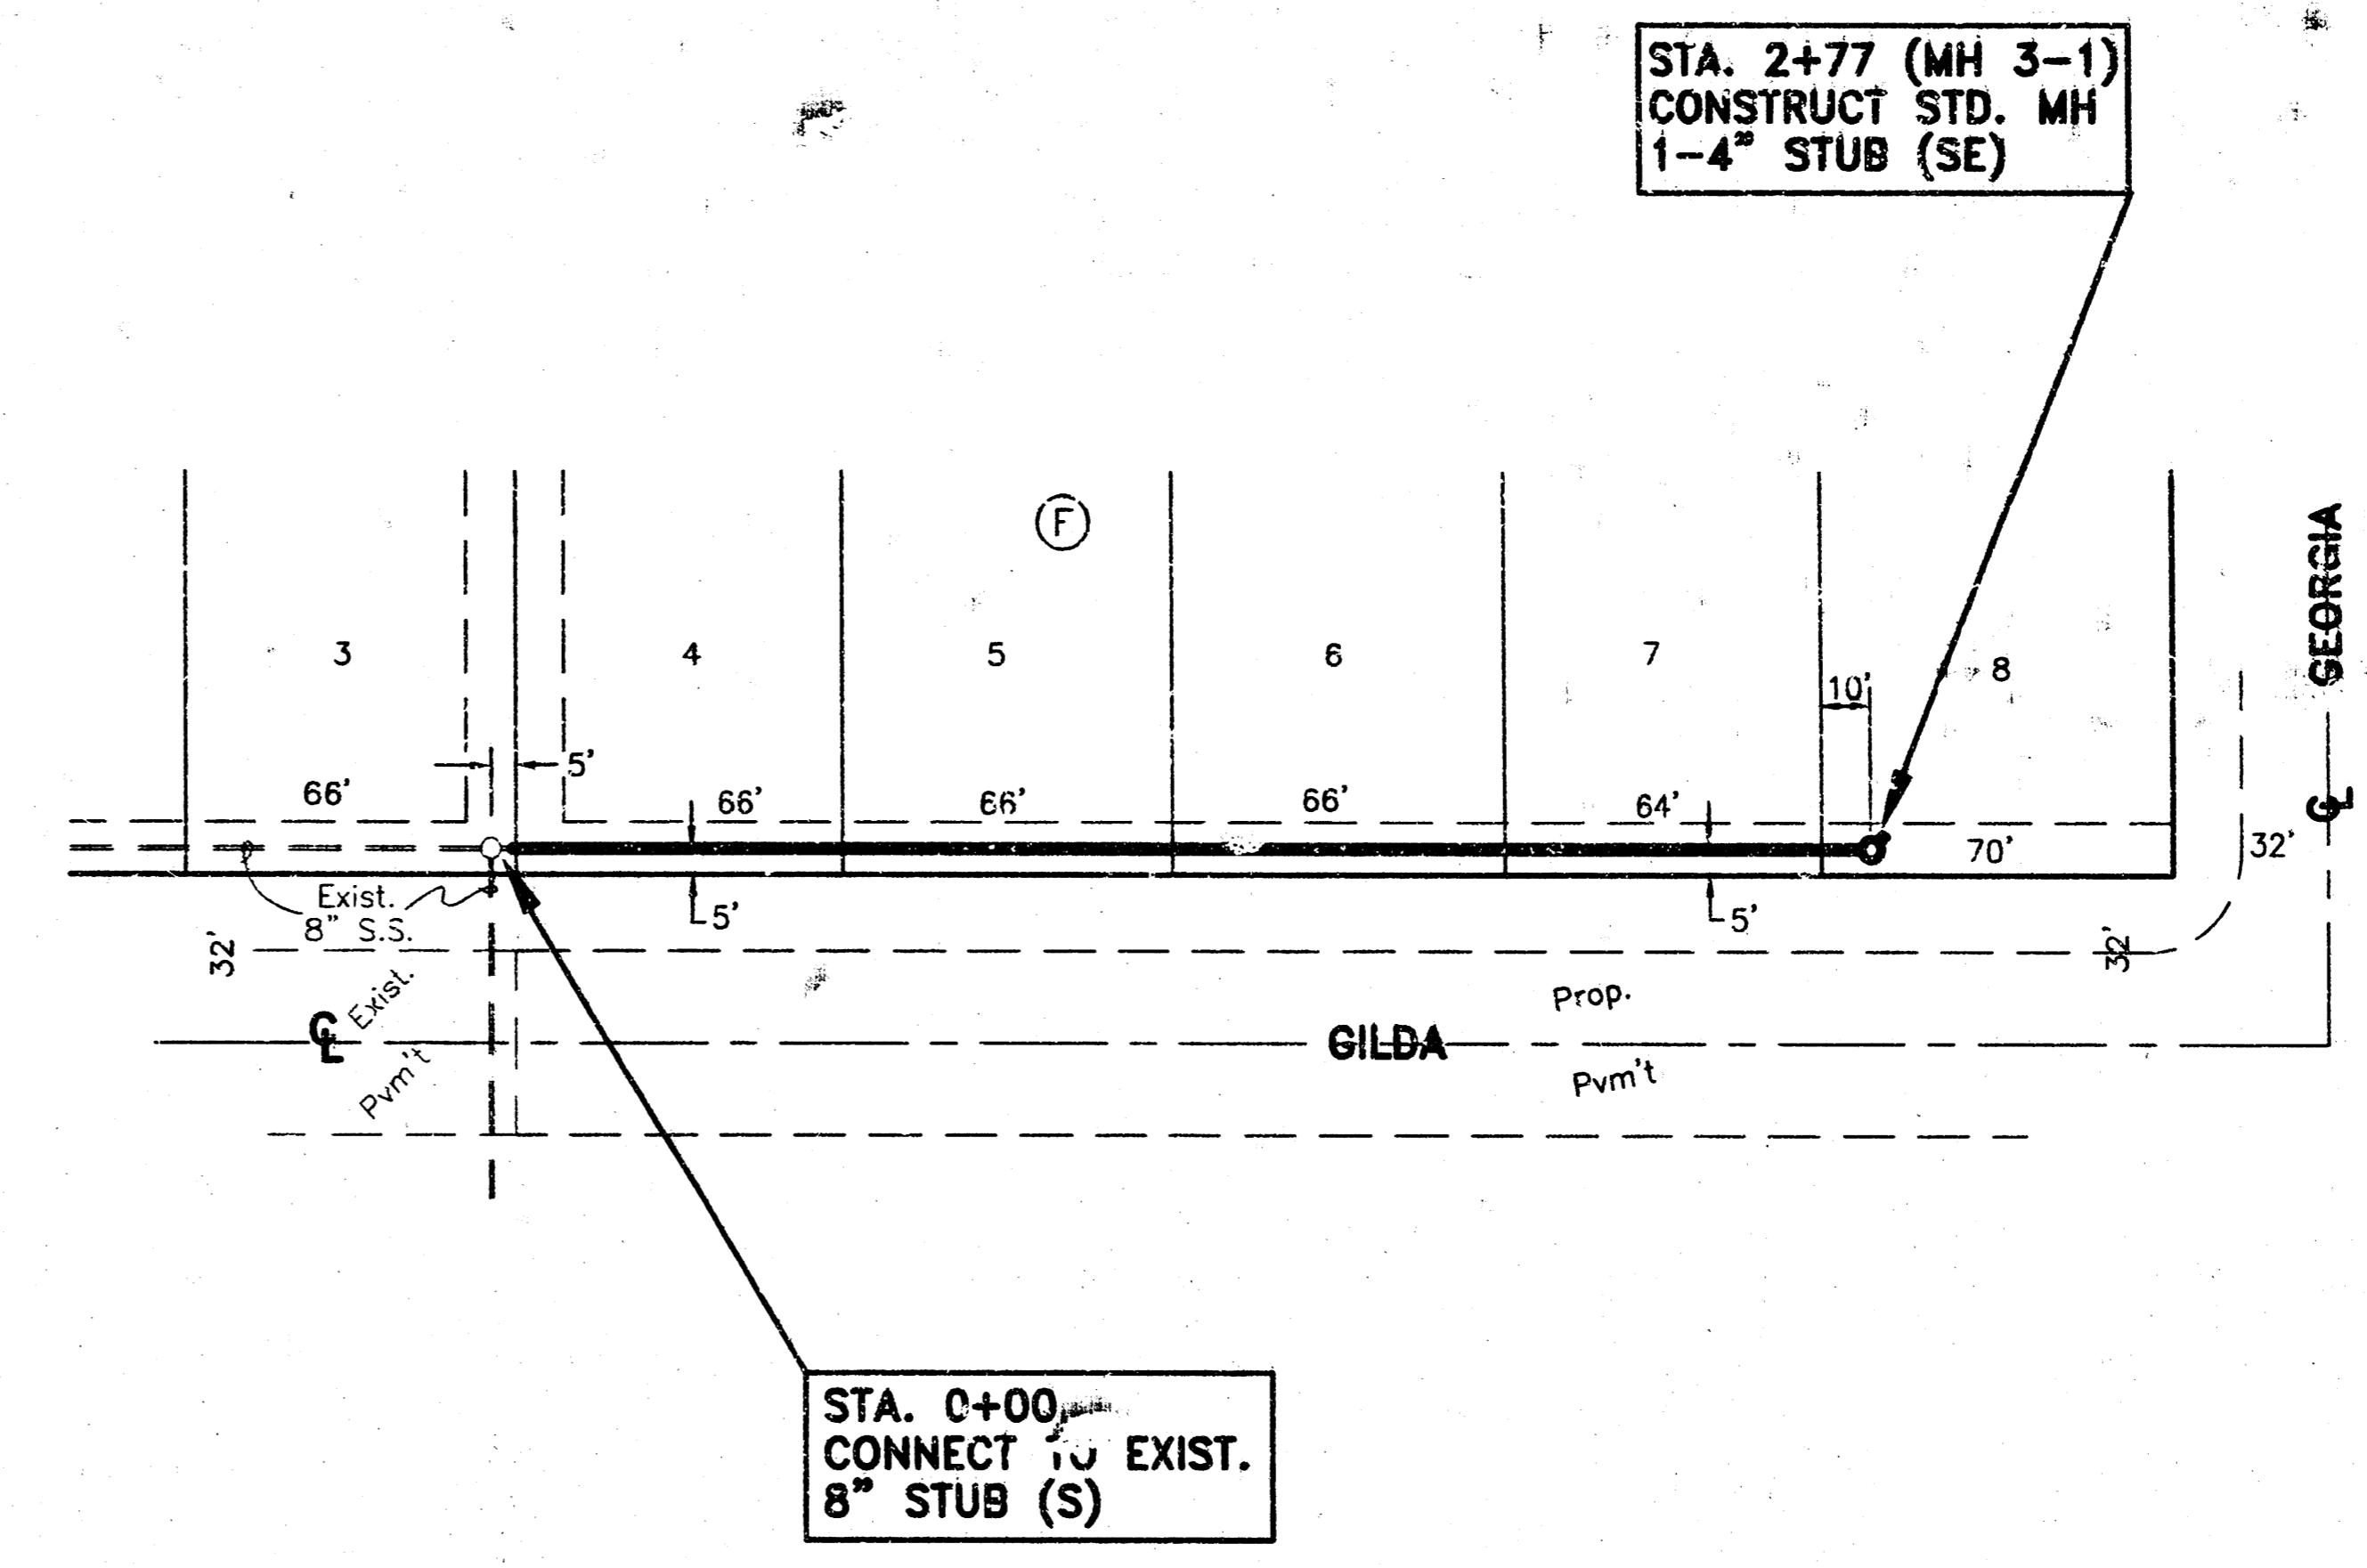 STA. 2+77 (MH 3-1)
CONSTRUCT STD. MH
1-4" STUB (SE)
F
GEORGIA
3
4
5
6
7
8
10'
5'
66'
66'
66'
66'
64'
70'
32'
℄
Exist.
8" S.S.
5'
5'
32'
32'
Exist.
Pvm't
℄
Prop.
GILDA
Pvm't
STA. 0+00
CONNECT TO EXIST.
8" STUB (S)